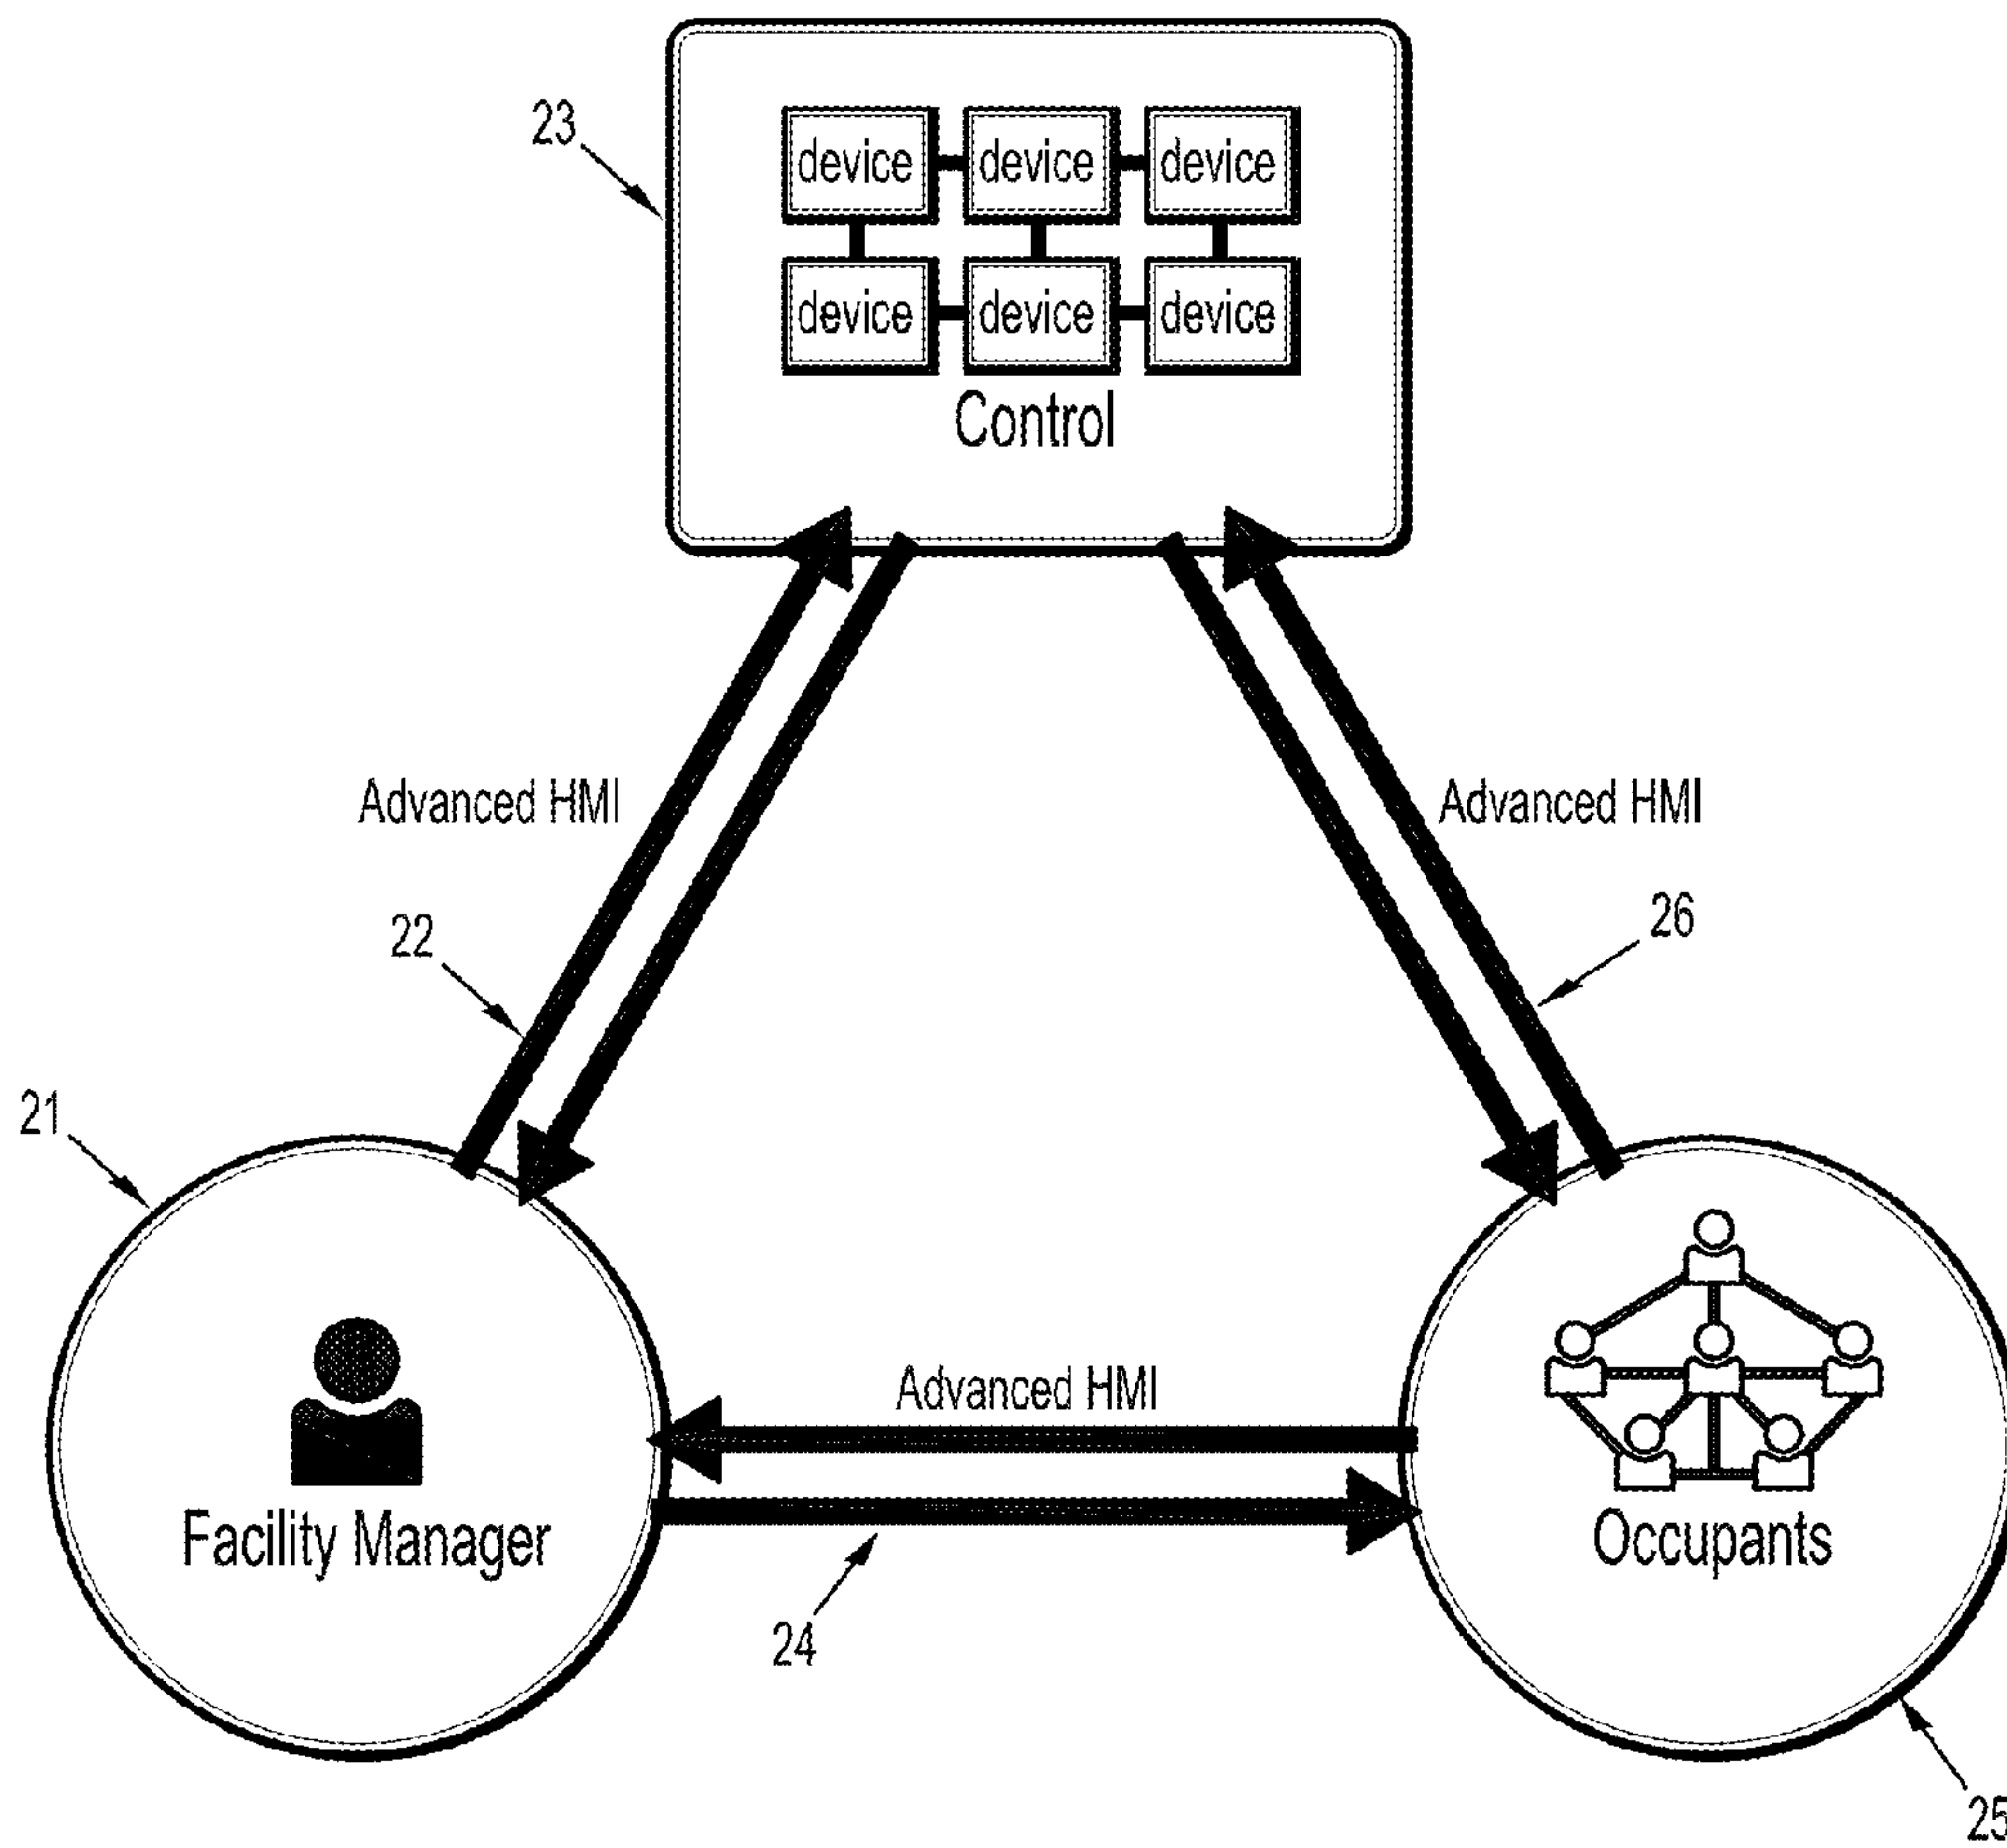 23
device device device
device device device
Control
Advanced HMI
Advanced HMI
22
26
21
Advanced HMI
Facility Manager
Occupants
24
25